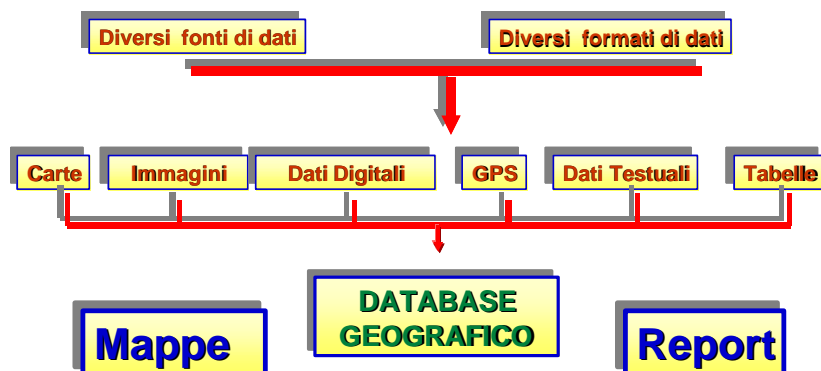 Diversi fonti di dati
Diversi formati di dati
Carte
Immagini
Dati Digitali
GPS
Dati Testuali
Tabelle
DATABASE
GEOGRAFICO
Mappe
Report